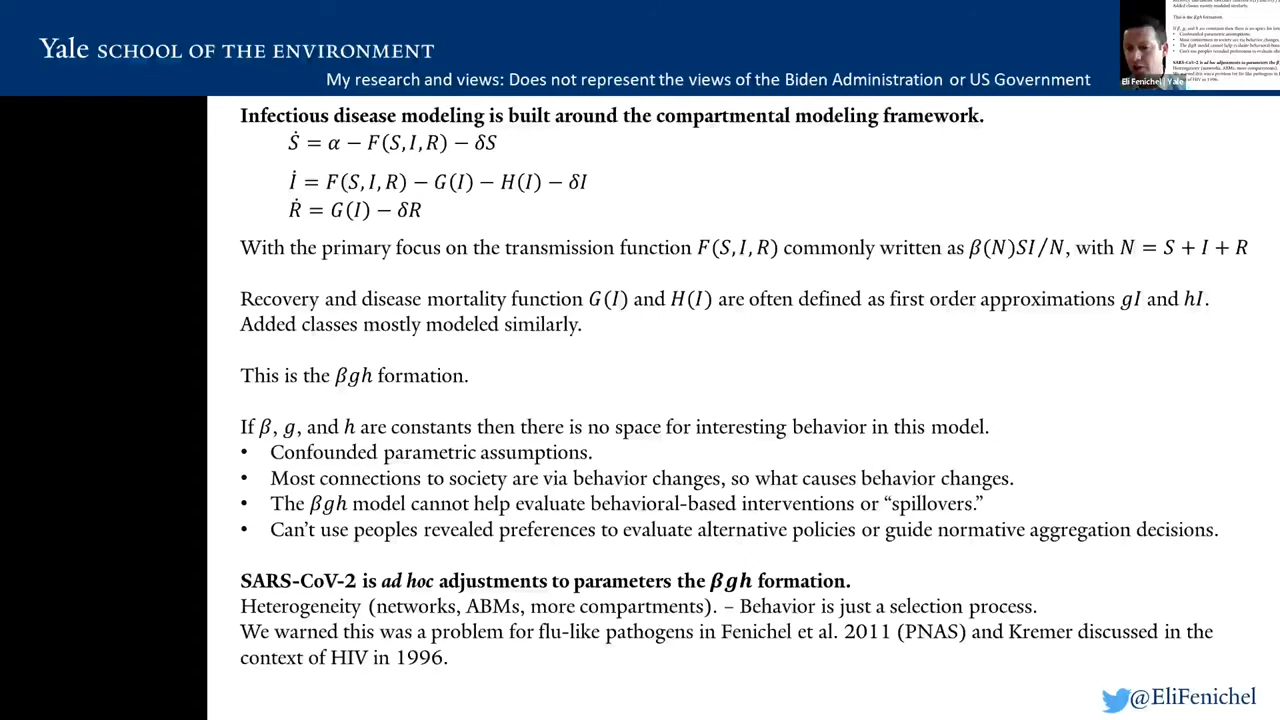 Yale SCHOOL OF THE ENVIRONMENT
My research and views: Do not represent the views of the Biden Administration or US Government
Eli Fenichel | Yale
Infectious disease modeling is built around the compartmental modeling framework.
Ṡ = α − F(S, I, R) − δS
İ = F(S, I, R) − G(I) − H(I) − δI
Ṙ = G(I) − δR
With the primary focus on the transmission function F(S, I, R) commonly written as β(N)SI/N, with N = S + I + R
Recovery and disease mortality function G(I) and H(I) are often defined as first order approximations gI and hI.
Added classes mostly modeled similarly.
This is the βgh formation.
If β, g, and h are constants then there is no space for interesting behavior in this model.
• Confounded parametric assumptions.
• Most connections to society are via behavior changes, so what causes behavior changes.
• The βgh model cannot help evaluate behavioral-based interventions or “spillovers.”
• Can’t use peoples revealed preferences to evaluate alternative policies or guide normative aggregation decisions.
SARS-CoV-2 is ad hoc adjustments to parameters the βgh formation.
Heterogeneity (networks, ABMs, more compartments). – Behavior is just a selection process.
We warned this was a problem for flu-like pathogens in Fenichel et al. 2011 (PNAS) and Kremer discussed in the
context of HIV in 1996.
@EliFenichel